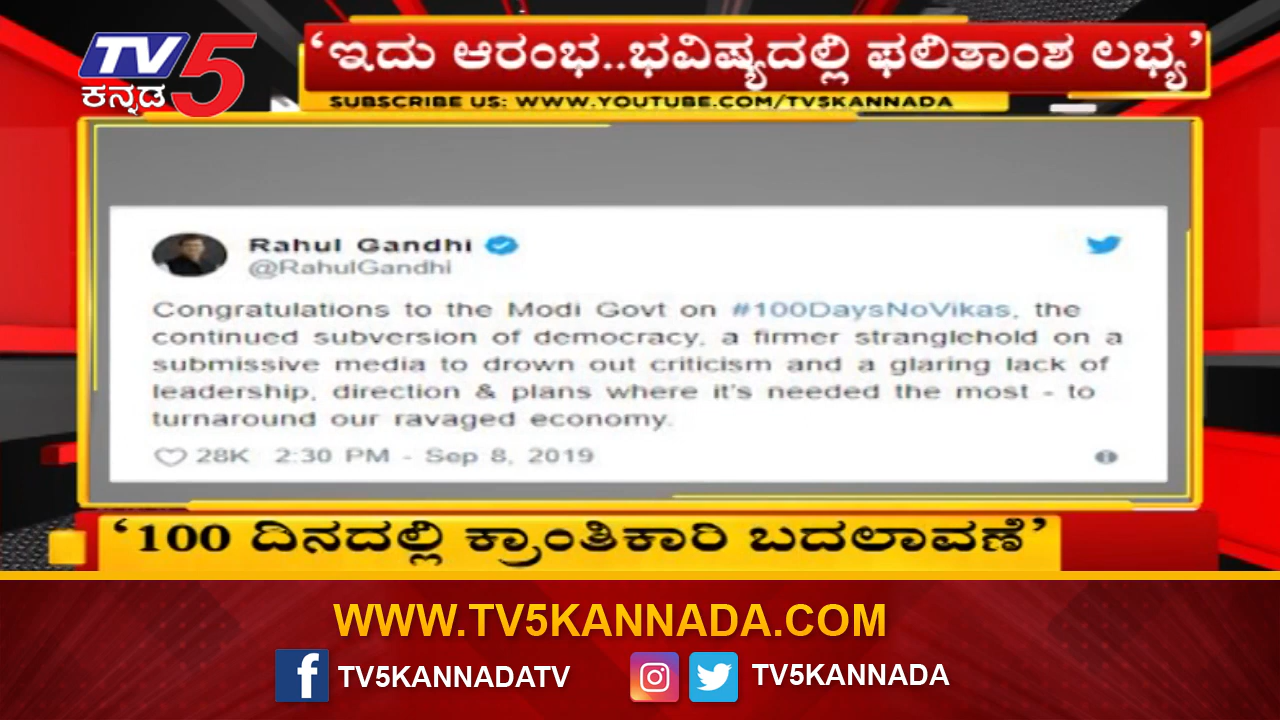 TV5
ಕನ್ನಡ
‘ಇದು ಆರಂಭ..ಭವಿಷ್ಯದಲ್ಲಿ ಫಲಿತಾಂಶ ಲಭ್ಯ’
SUBSCRIBE US: WWW.YOUTUBE.COM/TV5KANNADA
Rahul Gandhi
@RahulGandhi
Congratulations to the Modi Govt on #100DaysNoVikas, the
continued subversion of democracy, a firmer stranglehold on a
submissive media to drown out criticism and a glaring lack of
leadership, direction & plans where it's needed the most - to
turnaround our ravaged economy.
28K 2:30 PM - Sep 8, 2019
‘100 ದಿನದಲ್ಲಿ ಕ್ರಾಂತಿಕಾರಿ ಬದಲಾವಣೆ’
WWW.TV5KANNADA.COM
TV5KANNADATV
TV5KANNADA